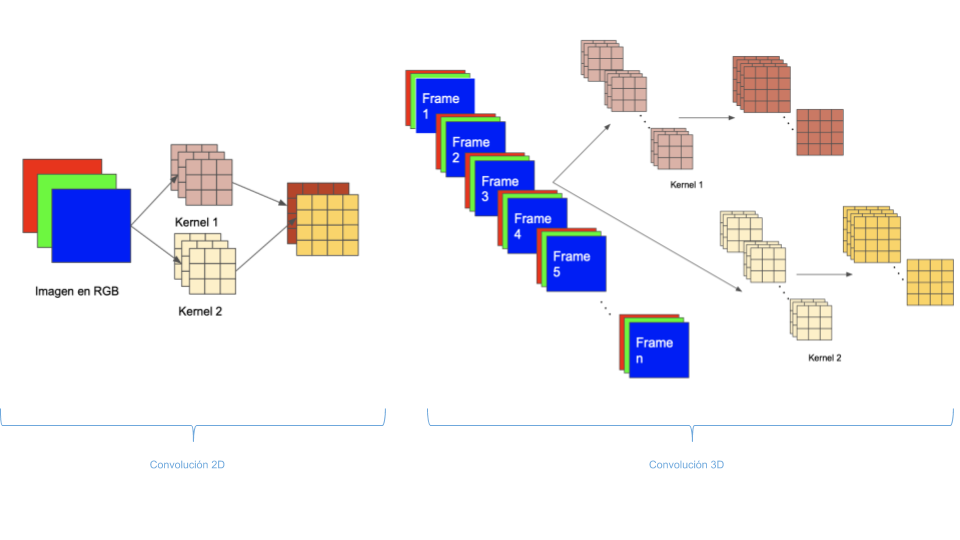 Imagen en RGB
Kernel 1
Kernel 2
Convolución 2D
Frame
1
Frame
2
Frame
3
Frame
4
Frame
5
Frame
n
Kernel 1
Kernel 2
Convolución 3D